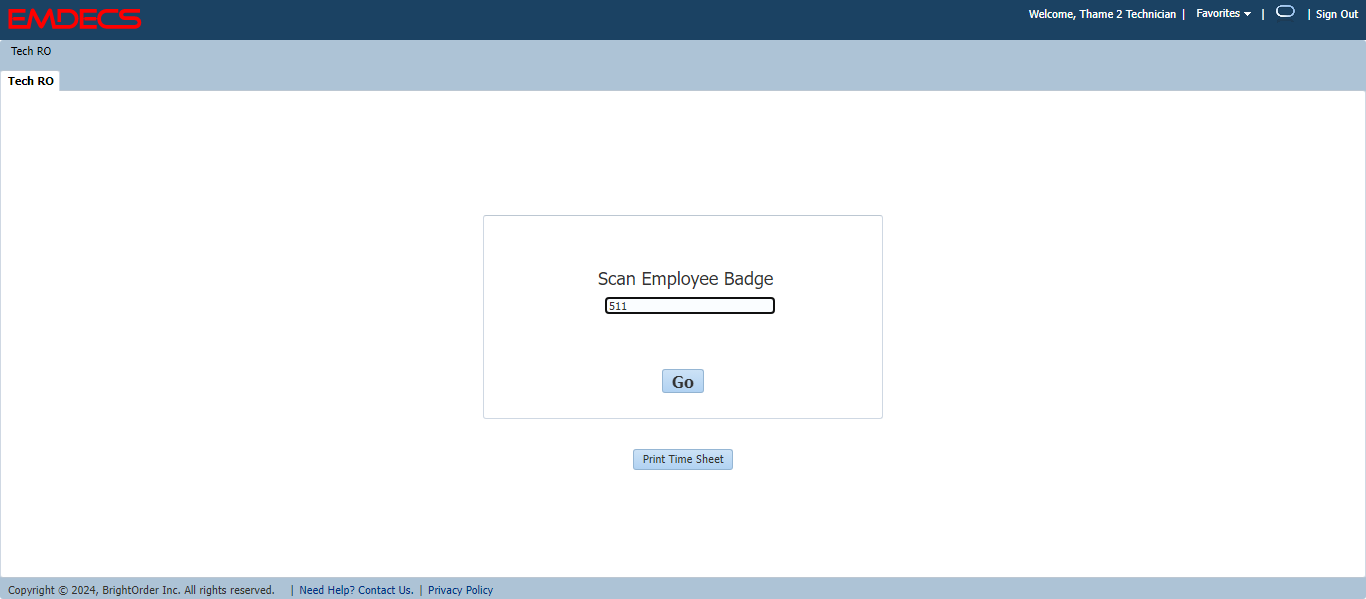 EMDECS
Welcome, Thame 2 Technician | Favorites | | Sign Out
Tech RO
Tech RO
Scan Employee Badge
511
Go
Print Time Sheet
Copyright © 2024, BrightOrder Inc. All rights reserved. | Need Help? Contact Us. | Privacy Policy